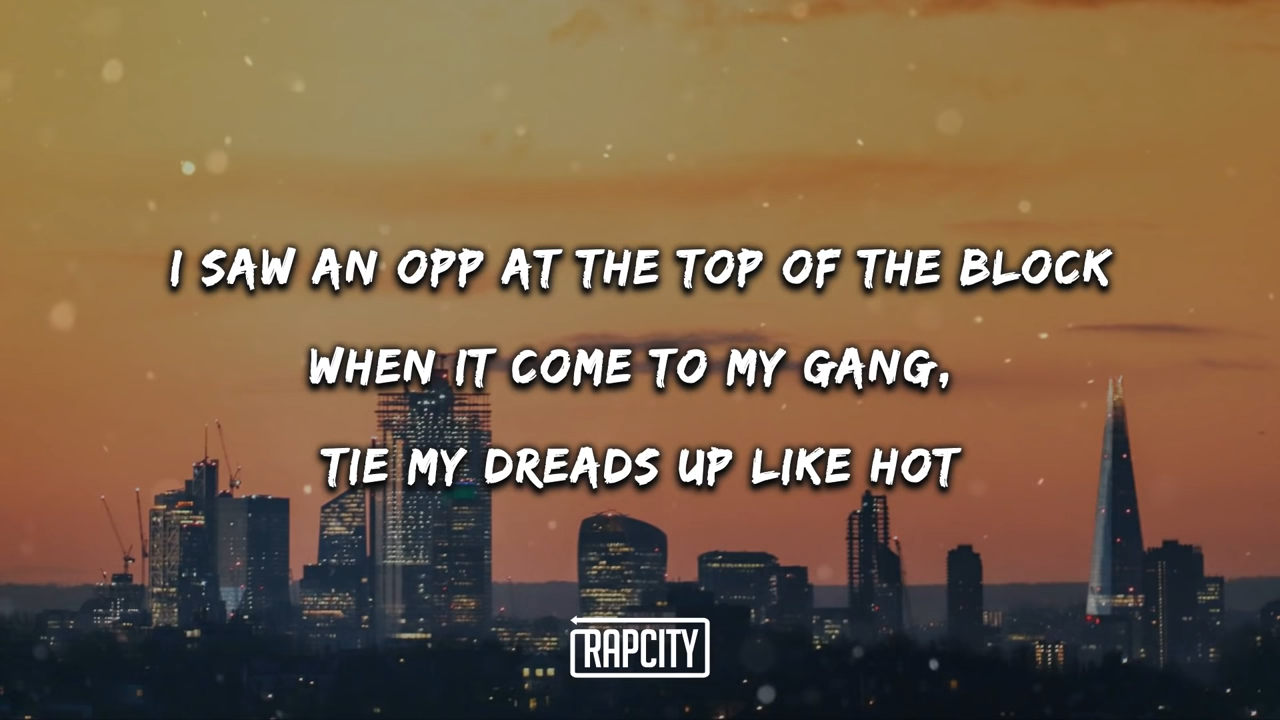 I SAW AN OPP AT THE TOP OF THE BLOCK
WHEN IT COME TO MY GANG,
TIE MY DREADS UP LIKE HOT
RAPCITY